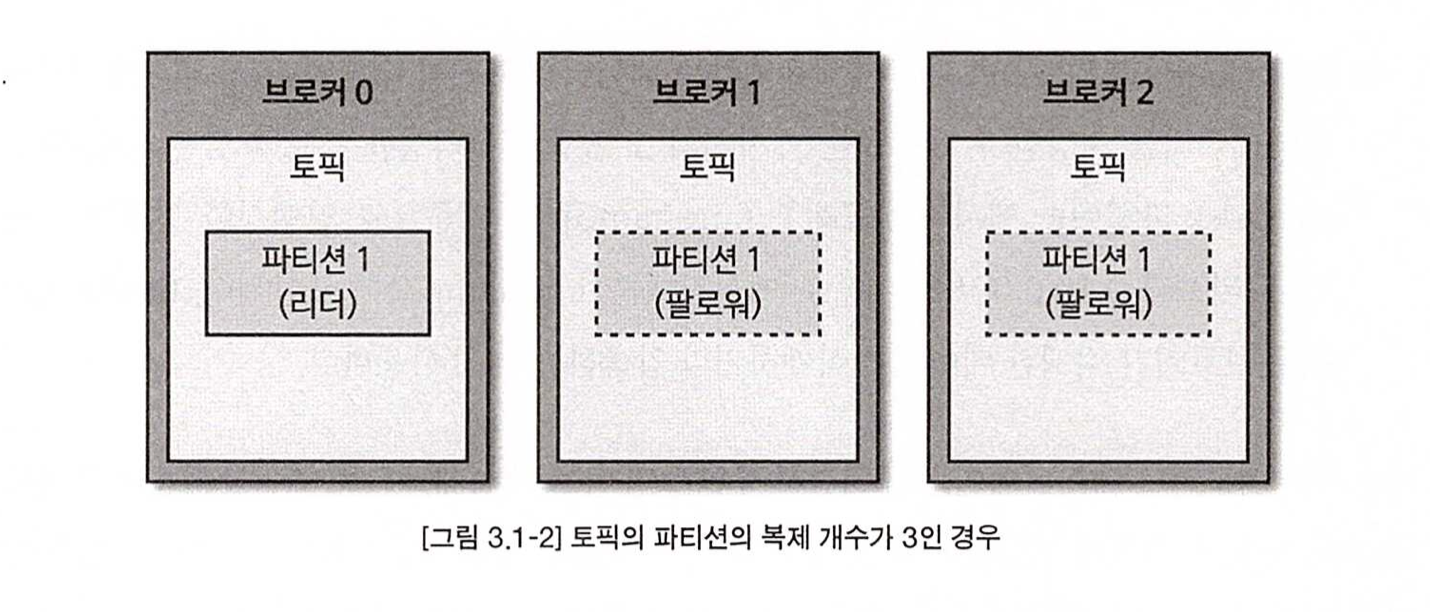 브로커 0
토픽
파티션 1
(리더)
브로커 1
토픽
파티션 1
(팔로워)
브로커 2
토픽
파티션 1
(팔로워)
[그림 3.1-2] 토픽의 파티션의 복제 개수가 3인 경우